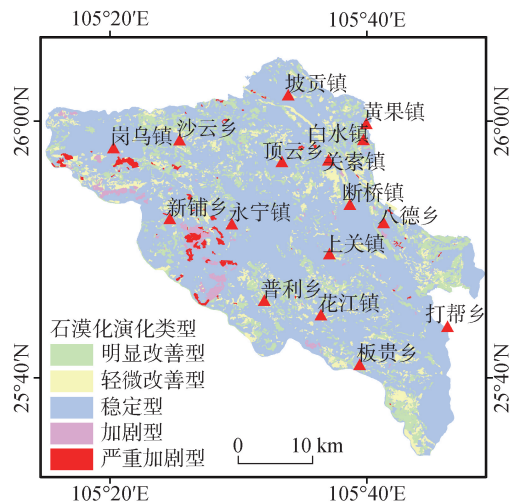 105°20′E 105°40′E
坡贡镇
26°00′N 26°00′N
黄果镇
岗乌镇 沙云乡 白水镇
顶云乡 关索镇
断桥镇
新铺乡 永宁镇 八德乡
上关镇
普利乡 花江镇 打帮乡
板贵乡
石漠化演化类型
明显改善型
轻微改善型
稳定型
加剧型
严重加剧型
0 10 km
25°40′N 25°40′N
105°20′E 105°40′E